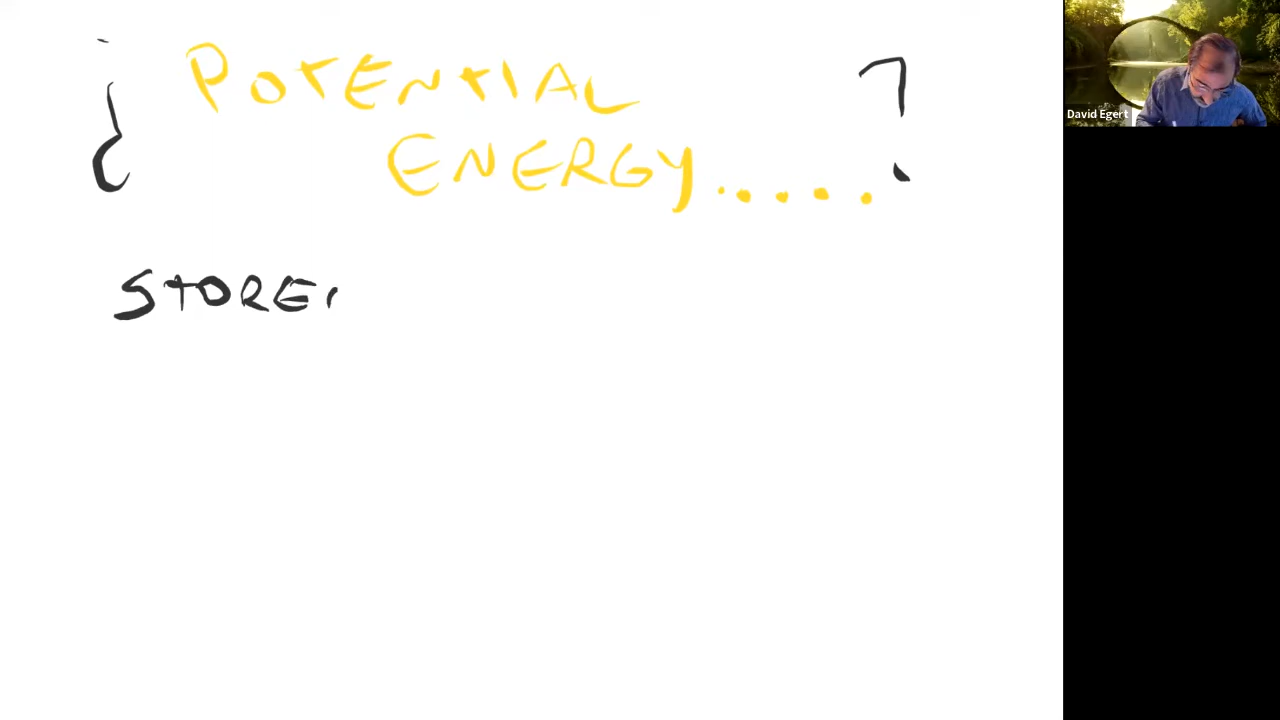 ¿ POTENTIAL ?
ENERGY.....
STORE
David Egert